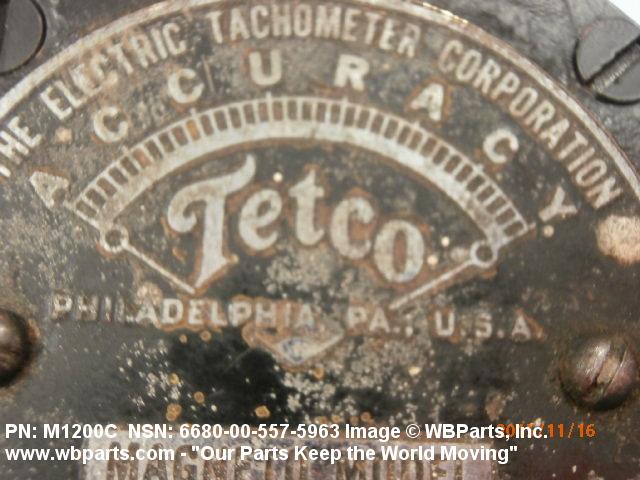 THE ELECTRIC TACHOMETER CORPORATION
ACCURACY
Tetco
PHILADELPHIA, PA., U.S.A.
C
PN: M1200C NSN: 6680-00-557-5963 Image © WBParts, Inc.
www.wbparts.com - "Our Parts Keep the World Moving"